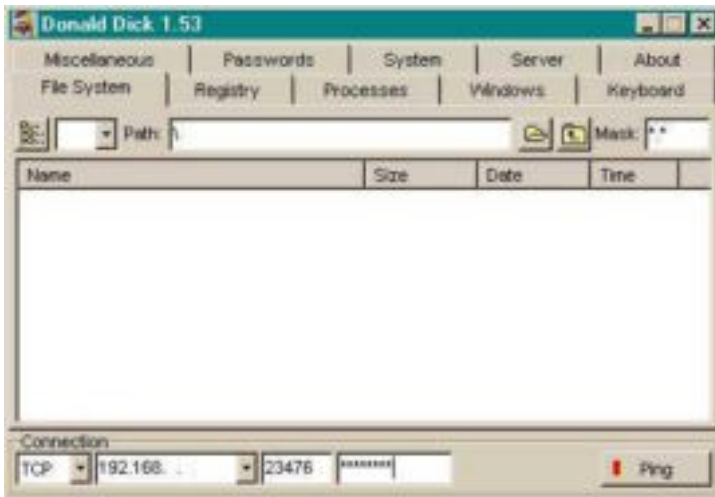 Donald Dick 1.53
Miscellaneous Passwords System Server About
File System Registry Processes Windows Keyboard
Path: \ Mask: *.*
Name Size Date Time
Connection
TCP 192.168. . 23476 ******** Ping